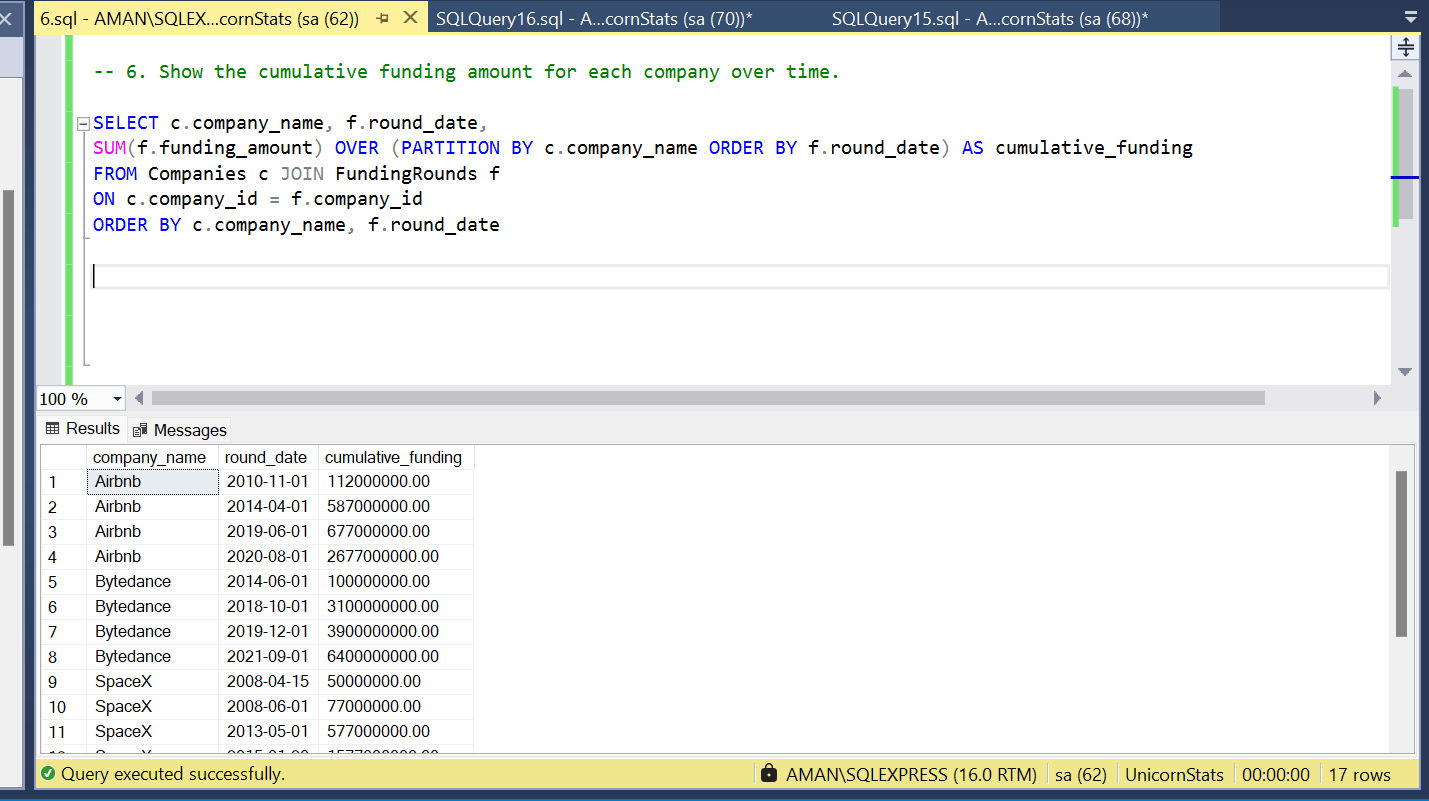 6.sql - AMAN\SQLEX...cornStats (sa (62)) SQLQuery16.sql - A...cornStats (sa (70))* SQLQuery15.sql - A...cornStats (sa (68))*
-- 6. Show the cumulative funding amount for each company over time.
SELECT c.company_name, f.round_date,
SUM(f.funding_amount) OVER (PARTITION BY c.company_name ORDER BY f.round_date) AS cumulative_funding
FROM Companies c JOIN FundingRounds f
ON c.company_id = f.company_id
ORDER BY c.company_name, f.round_date
100 %
Results Messages
company_name round_date cumulative_funding
1 Airbnb 2010-11-01 112000000.00
2 Airbnb 2014-04-01 587000000.00
3 Airbnb 2019-06-01 677000000.00
4 Airbnb 2020-08-01 2677000000.00
5 Bytedance 2014-06-01 100000000.00
6 Bytedance 2018-10-01 3100000000.00
7 Bytedance 2019-12-01 3900000000.00
8 Bytedance 2021-09-01 6400000000.00
9 SpaceX 2008-04-15 50000000.00
10 SpaceX 2008-06-01 77000000.00
11 SpaceX 2013-05-01 577000000.00
Query executed successfully. AMAN\SQLEXPRESS (16.0 RTM) sa (62) UnicornStats 00:00:00 17 rows